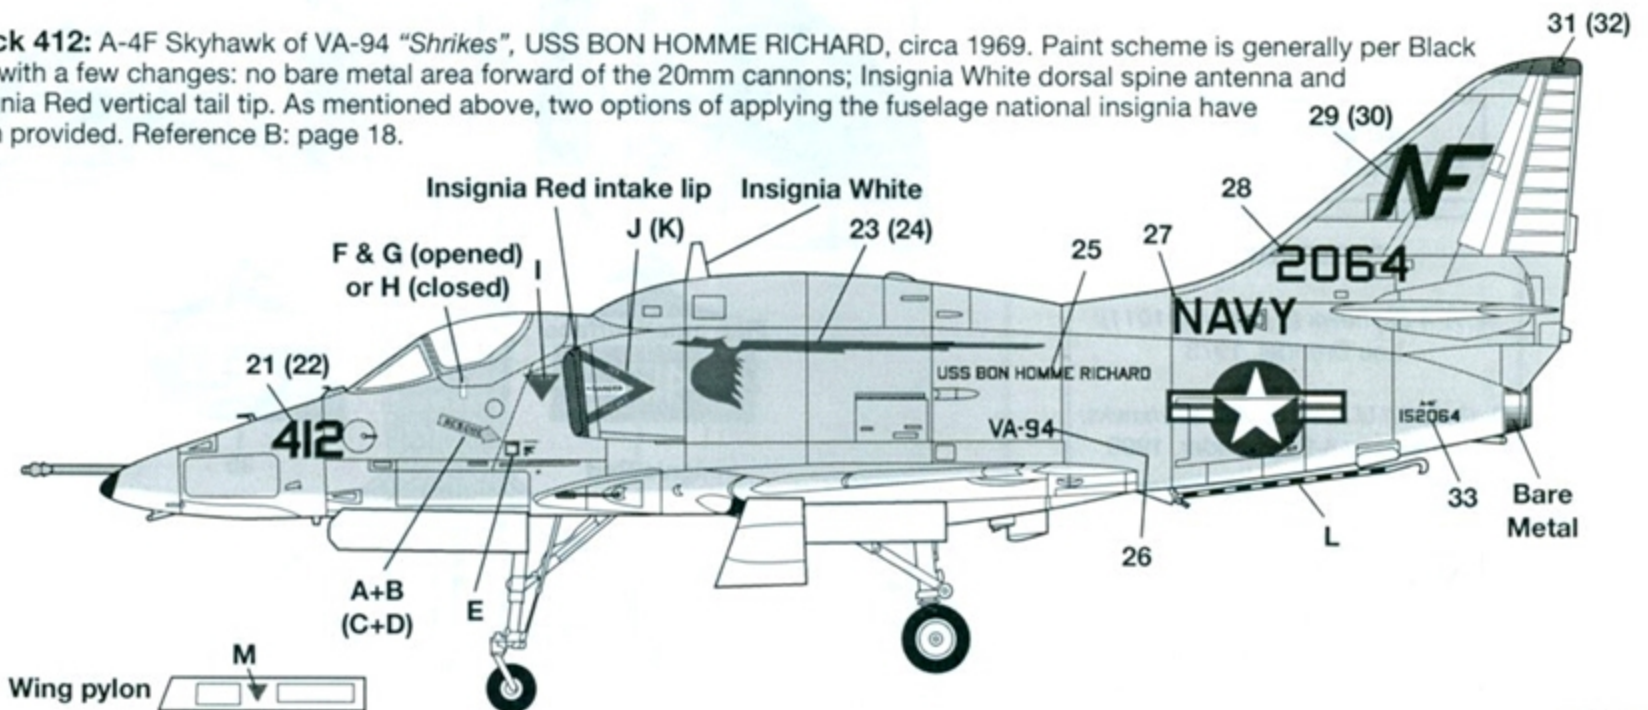 ck 412: A-4F Skyhawk of VA-94 "Shrikes", USS BON HOMME RICHARD, circa 1969. Paint scheme is generally per Black
with a few changes: no bare metal area forward of the 20mm cannons; Insignia White dorsal spine antenna and
nia Red vertical tail tip. As mentioned above, two options of applying the fuselage national insignia have
provided. Reference B: page 18.
31 (32)
29 (30)
NF
Insignia Red intake lip
Insignia White
28
J (K)
23 (24)
27
25
F & G (opened)
or H (closed)
I
2064
NAVY
21 (22)
USS BON HOMME RICHARD
412
RESCUE
VA-94
152064
33
Bare
Metal
L
26
A+B
(C+D)
E
M
Wing pylon